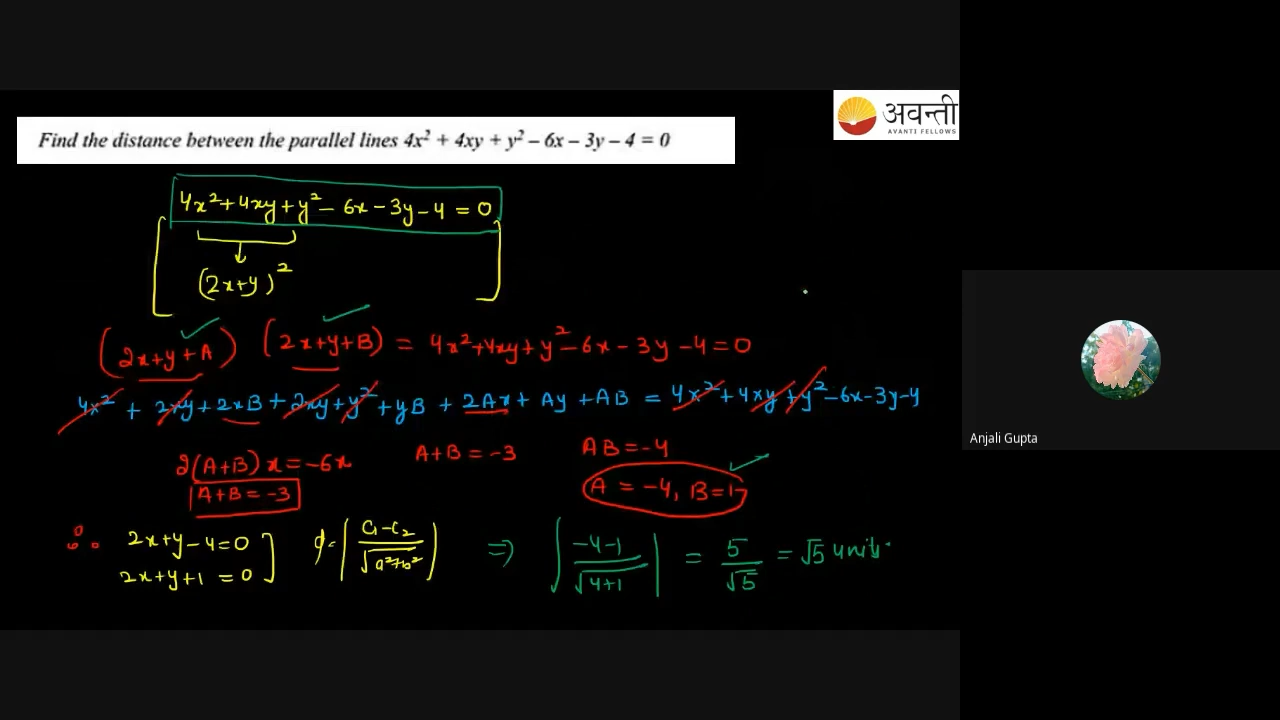 अवन्ती
AVANTI FELLOWS
Find the distance between the parallel lines 4x² + 4xy + y² – 6x – 3y – 4 = 0
4x²+4xy+y²– 6x–3y–4 = 0
(2x+y)²
(2x+y+A) (2x+y+B) = 4x²+4xy+y²–6x–3y–4=0
4x² + 2xy+2xB+2xy+y²+yB + 2Ax+ Ay +AB = 4x²+4xy+y²–6x–3y–4
2(A+B)x=–6x A+B = –3 AB=–4
A+B = –3 A = –4, B=1
∴ 2x+y–4=0 d=|C₁–C₂/√a²+b²| ⇒ |–4–1/√4+1| = 5/√5 = √5 units
2x+y+1 =0
Anjali Gupta